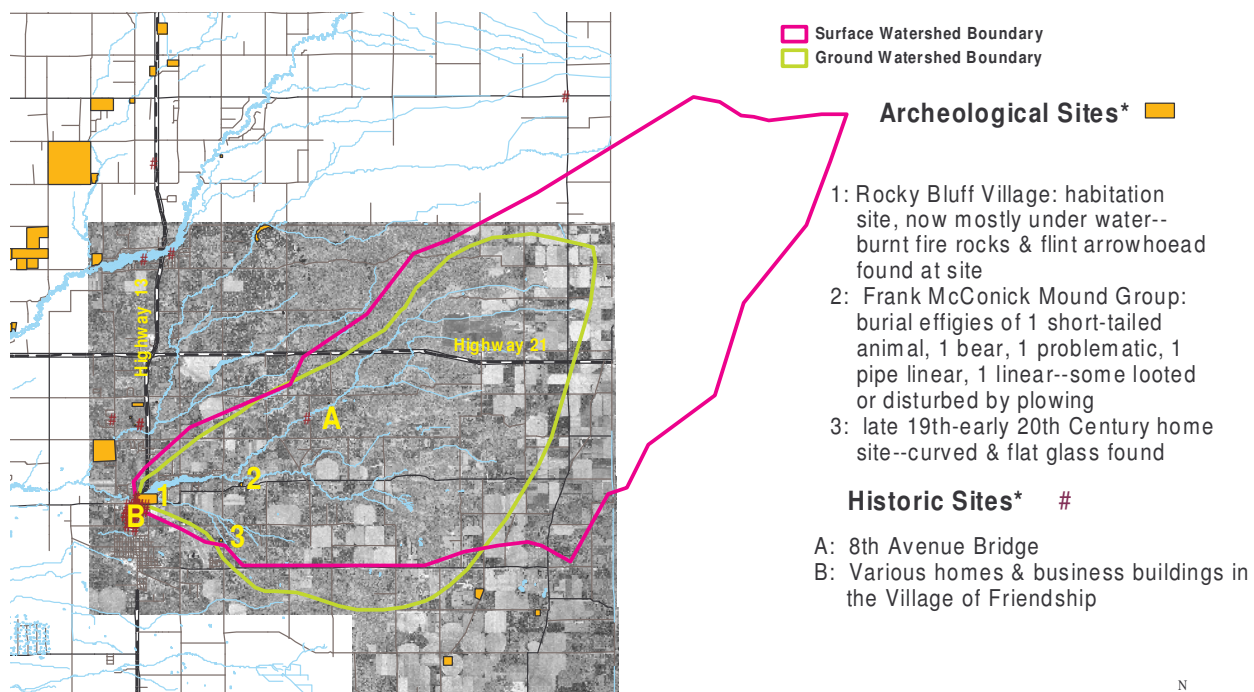 Surface Watershed Boundary
Ground Watershed Boundary
Archeological Sites*
1: Rocky Bluff Village: habitation
site, now mostly under water--
burnt fire rocks & flint arrowhoead
found at site
2: Frank McConick Mound Group:
burial effigies of 1 short-tailed
animal, 1 bear, 1 problematic, 1
pipe linear, 1 linear--some looted
or disturbed by plowing
3: late 19th-early 20th Century home
site--curved & flat glass found
Historic Sites* #
A: 8th Avenue Bridge
B: Various homes & business buildings in
the Village of Friendship
Highway 13
Highway 21
A
2
1
B
3
N